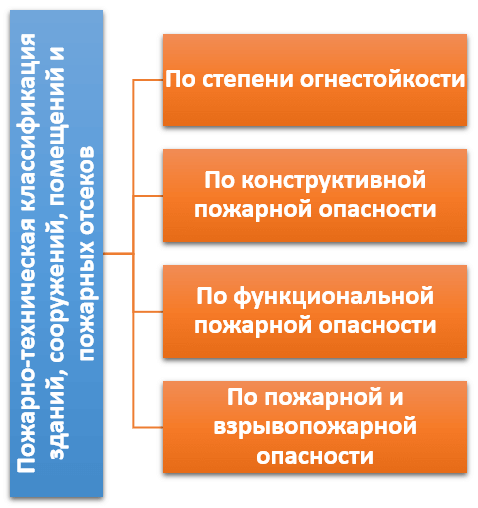 Пожарно-техническая классификация
зданий, сооружений, помещений и
пожарных отсеков
По степени огнестойкости
По конструктивной
пожарной опасности
По функциональной
пожарной опасности
По пожарной и
взрывопожарной
опасности